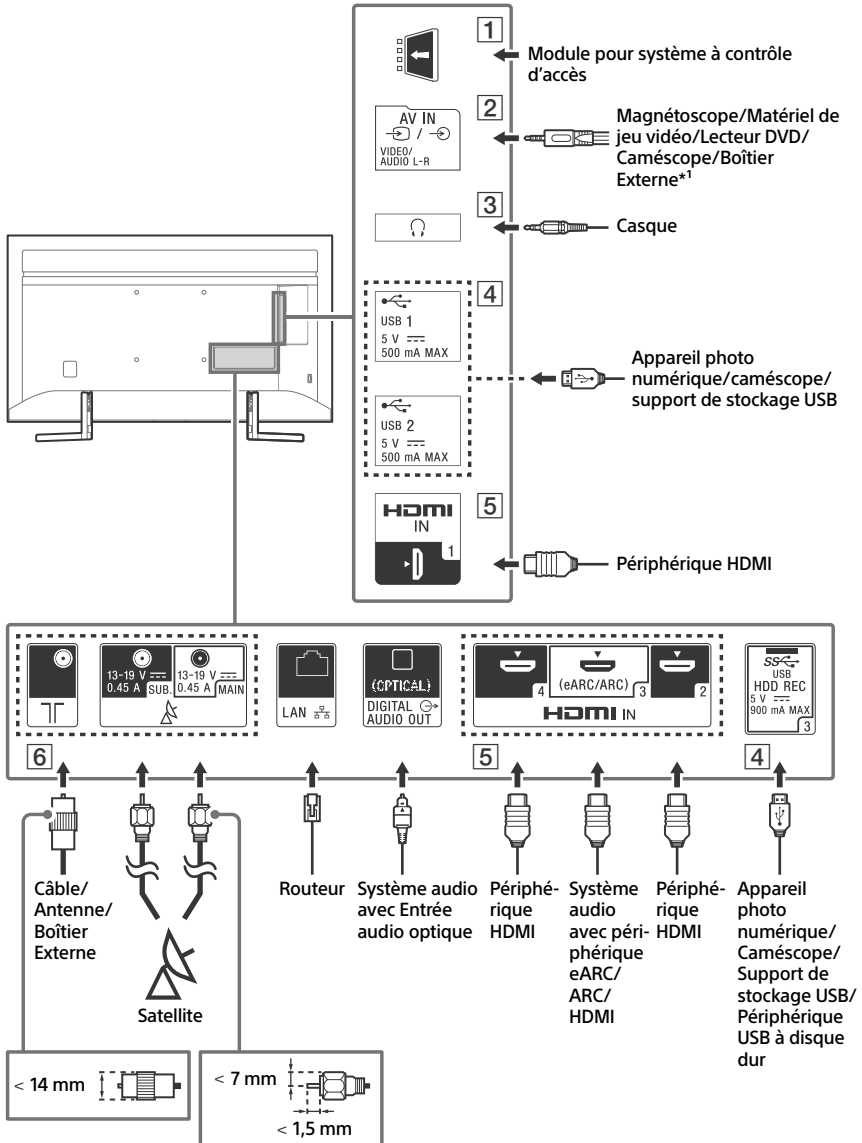 1
Module pour système à contrôle
d'accès
2
AV IN
/
VIDEO/
AUDIO L-R
Magnétoscope/Matériel de
jeu vidéo/Lecteur DVD/
Caméscope/Boîtier
Externe*1
3
Casque
4
USB 1
5 V
500 mA MAX
USB 2
5 V
500 mA MAX
Appareil photo
numérique/caméscope/
support de stockage USB
5
HDMI
IN
1
Périphérique HDMI
13-19 V
0.45 A SUB.
13-19 V
0.45 A MAIN
LAN
(OPTICAL)
DIGITAL
AUDIO OUT
4
(eARC/ARC) 3
2
HDMI IN
SS
USB
HDD REC
5 V
900 mA MAX
3
6
5
4
Câble/
Antenne/
Boîtier
Externe
Satellite
Routeur
Système audio
avec Entrée
audio optique
Périphé-
rique
HDMI
Système
audio
avec péri-
phérique
eARC/
ARC/
HDMI
Périphé-
rique
HDMI
Appareil
photo
numérique/
Caméscope/
Support de
stockage USB/
Périphérique
USB à disque
dur
< 14 mm
< 7 mm
< 1,5 mm